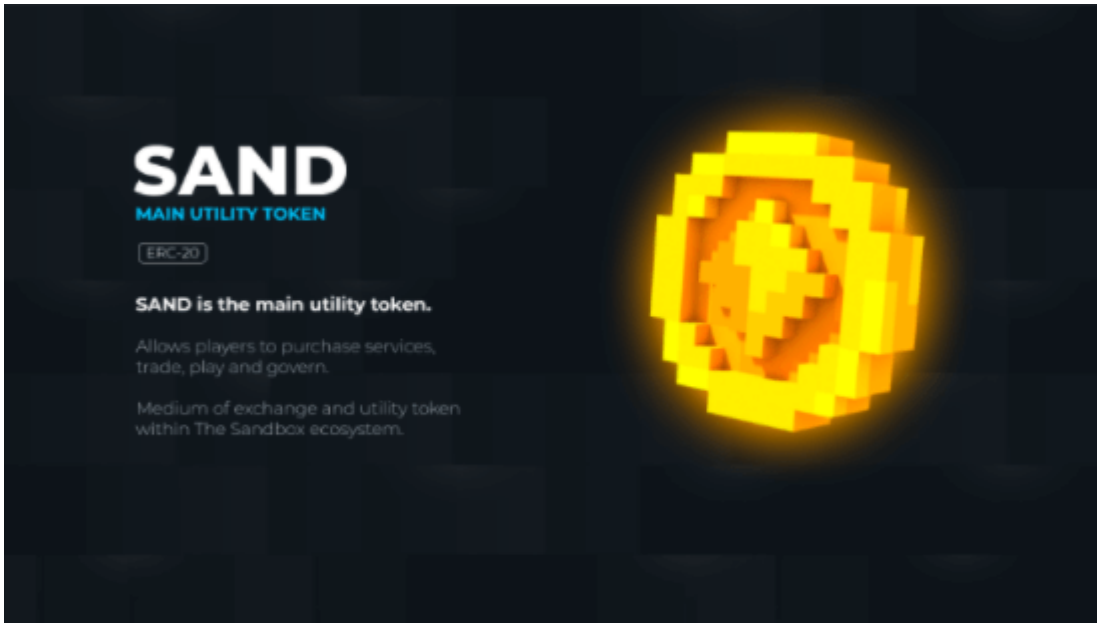 SAND
MAIN UTILITY TOKEN
ERC-20
SAND is the main utility token.
Allows players to purchase services,
trade, play and govern.
Medium of exchange and utility token
within The Sandbox ecosystem.